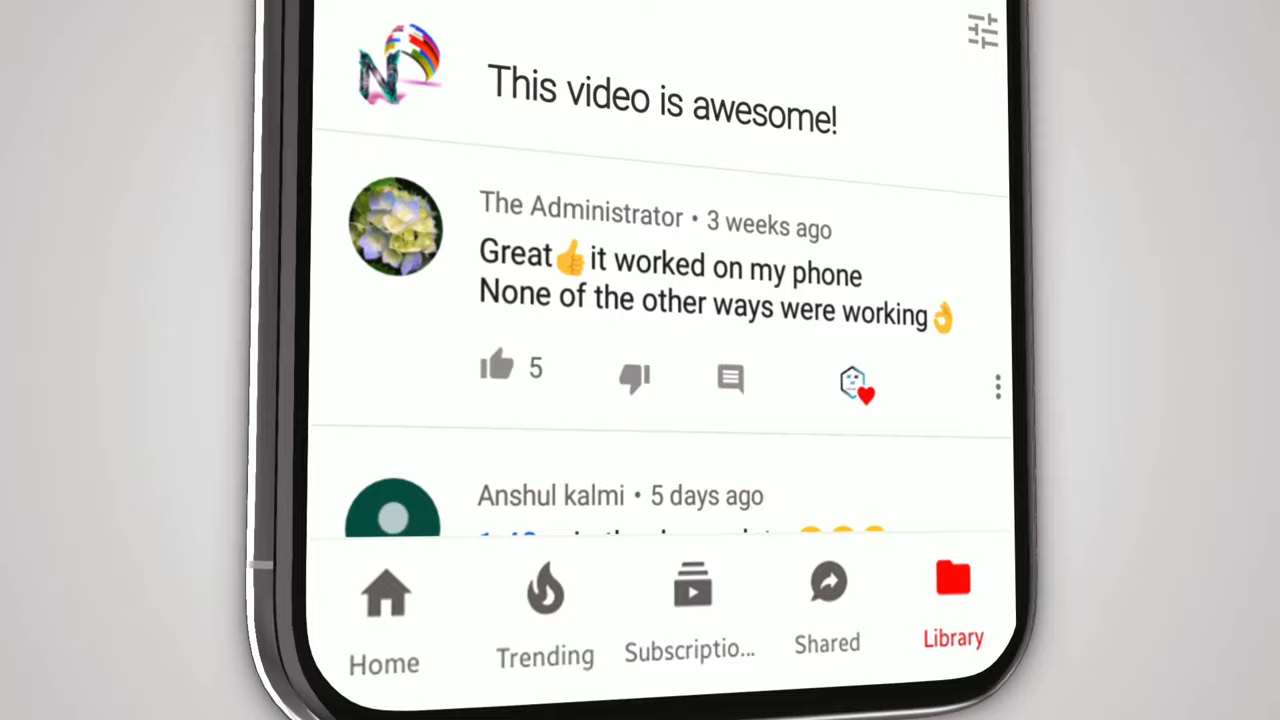 N
This video is awesome!
The Administrator • 3 weeks ago
Great👍it worked on my phone
None of the other ways were working👌
5
Anshul kalmi • 5 days ago
Home
Trending
Subscriptio...
Shared
Library